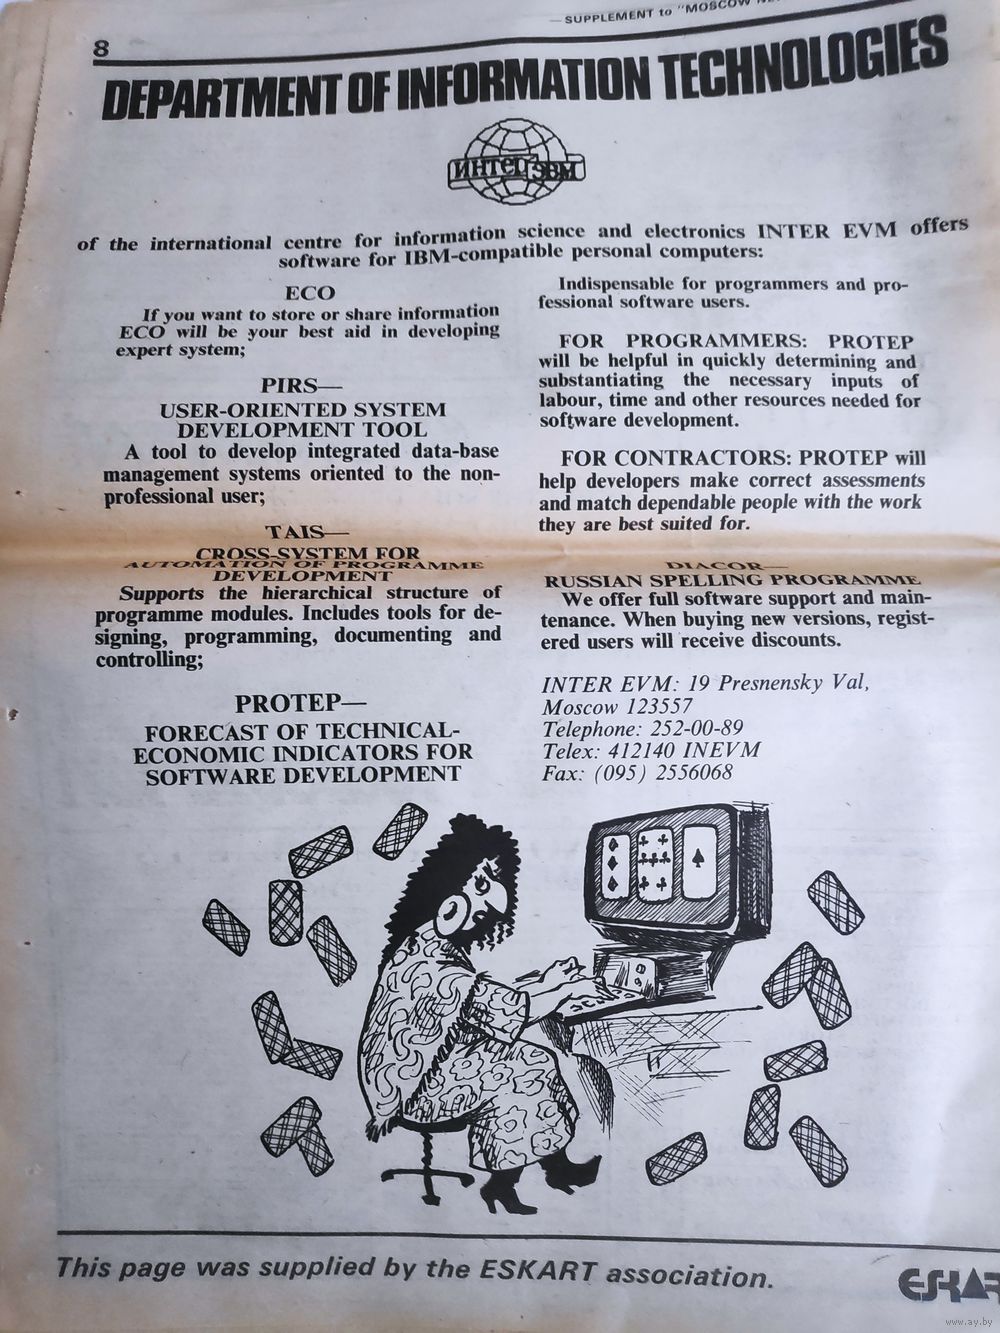 SUPPLEMENT to "MOSCOW
8
DEPARTMENT OF INFORMATION TECHNOLOGIES
ИНТЕР ЭВМ
of the international centre for information science and electronics INTER EVM offers
software for IBM-compatible personal computers:
ECO
If you want to store or share information
ECO will be your best aid in developing
expert system;
PIRS—
USER-ORIENTED SYSTEM
DEVELOPMENT TOOL
A tool to develop integrated data-base
management systems oriented to the non-
professional user;
TAIS—
CROSS-SYSTEM FOR
AUTOMATION OF PROGRAMME
DEVELOPMENT
Supports the hierarchical structure of
programme modules. Includes tools for de-
signing, programming, documenting and
controlling;
PROTEP—
FORECAST OF TECHNICAL-
ECONOMIC INDICATORS FOR
SOFTWARE DEVELOPMENT
Indispensable for programmers and pro-
fessional software users.
FOR PROGRAMMERS: PROTEP
will be helpful in quickly determining and
substantiating the necessary inputs of
labour, time and other resources needed for
software development.
FOR CONTRACTORS: PROTEP will
help developers make correct assessments
and match dependable people with the work
they are best suited for.
DIACOR—
RUSSIAN SPELLING PROGRAMME
We offer full software support and main-
tenance. When buying new versions, regist-
ered users will receive discounts.
INTER EVM: 19 Presnensky Val,
Moscow 123557
Telephone: 252-00-89
Telex: 412140 INEVM
Fax: (095) 2556068
This page was supplied by the ESKART association.
ESKAR
www.ay.by